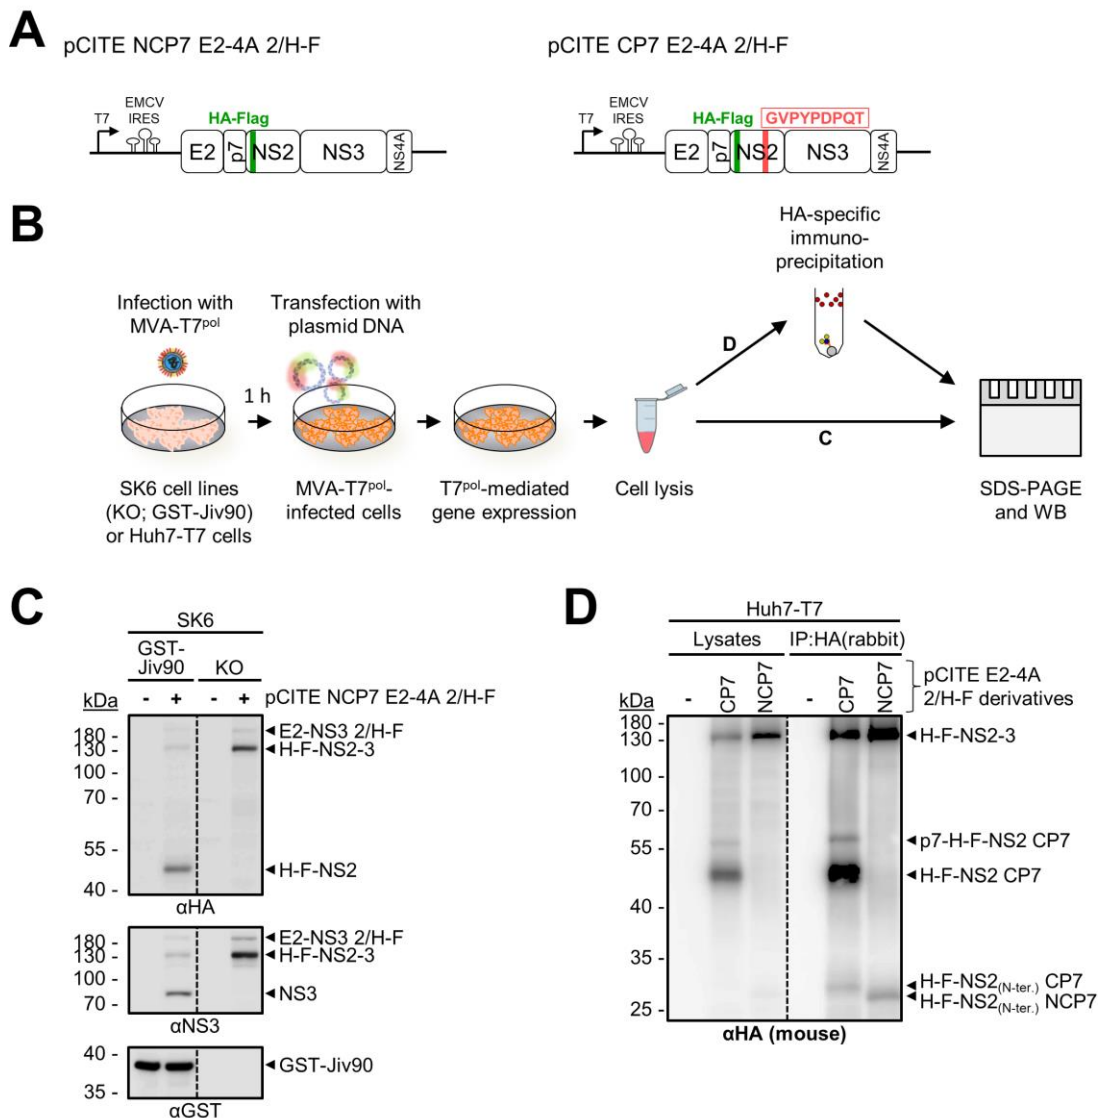 A
pCITE NCP7 E2-4A 2/H-F
pCITE CP7 E2-4A 2/H-F
T7
EMCV
IRES
HA-Flag
E2
p7
NS2
NS3
NS4A
T7
EMCV
IRES
HA-Flag
GVPYPDPQT
E2
p7
NS2
NS3
NS4A
B
Infection with
MVA-T7pol
1 h
Transfection with
plasmid DNA
SK6 cell lines
(KO; GST-Jiv90)
or Huh7-T7 cells
MVA-T7pol-
infected cells
T7pol-mediated
gene expression
Cell lysis
D
C
HA-specific
immuno-
precipitation
SDS-PAGE
and WB
C
SK6
GST-
Jiv90
KO
kDa
- + - + pCITE NCP7 E2-4A 2/H-F
180 -
130 -
100 -
70 -
55 -
40 -
E2-NS3 2/H-F
H-F-NS2-3
H-F-NS2
αHA
180 -
130 -
100 -
70 -
E2-NS3 2/H-F
H-F-NS2-3
NS3
αNS3
40 -
35 -
GST-Jiv90
αGST
D
Huh7-T7
Lysates
IP:HA(rabbit)
kDa
- CP7 NCP7 - CP7 NCP7
pCITE E2-4A
2/H-F derivatives
180 -
130 -
100 -
70 -
55 -
40 -
35 -
25 -
H-F-NS2-3
p7-H-F-NS2 CP7
H-F-NS2 CP7
H-F-NS2(N-ter.) CP7
H-F-NS2(N-ter.) NCP7
αHA (mouse)